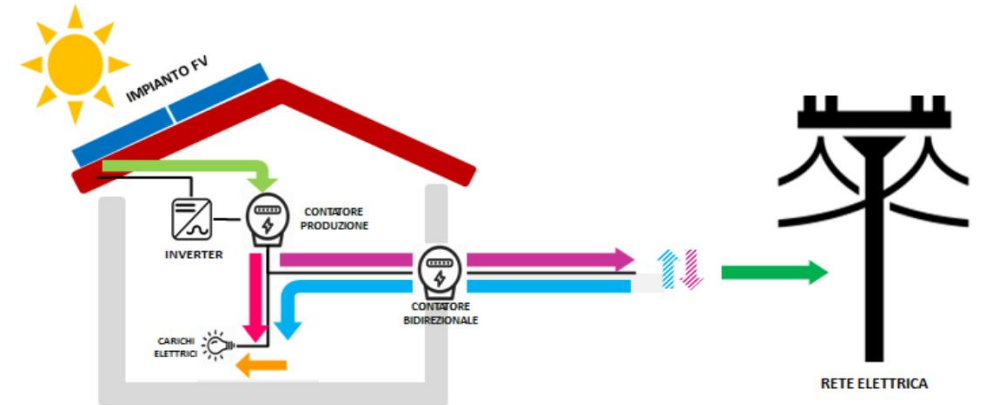 IMPIANTO FV
CONTATORE
PRODUZIONE
INVERTER
CONTATORE
BIDIREZIONALE
CARICHI
ELETTRICI
RETE ELETTRICA